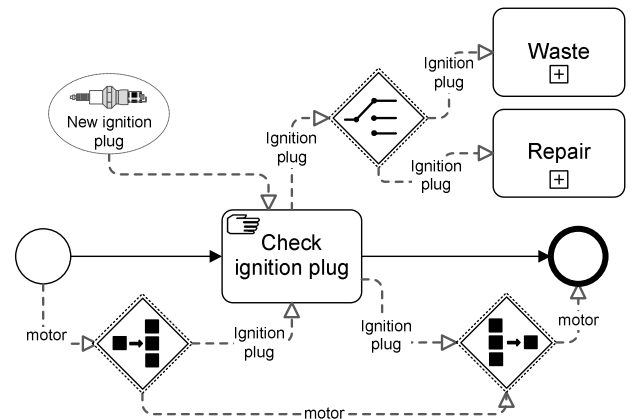 Waste
Ignition
plug
New ignition
plug
Ignition
plug
Repair
Ignition
plug
Check
ignition plug
motor
Ignition
plug
Ignition
plug
motor
motor